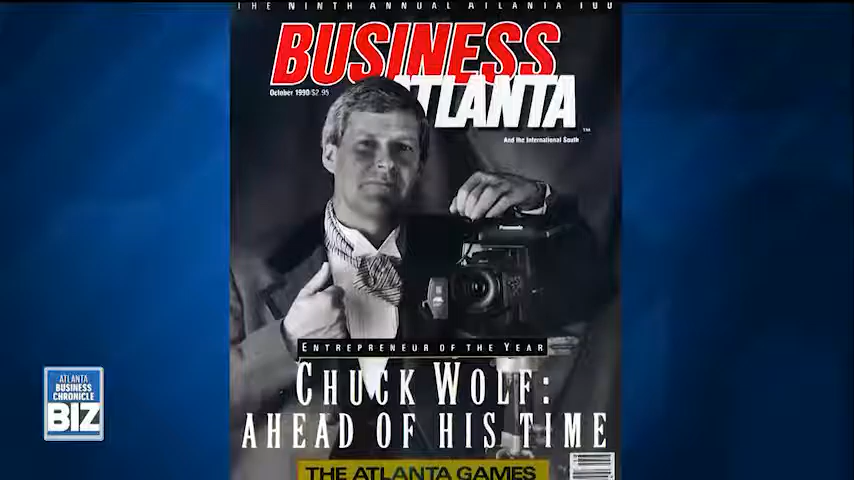 THE NINTH ANNUAL ATLANTA 100
BUSINESS
ATLANTA
October 1990/$2.95
TM
And the International South
Panasonic
ENTREPRENEUR OF THE YEAR
CHUCK WOLF:
AHEAD OF HIS TIME
THE ATLANTA GAMES
ATLANTA
BUSINESS
CHRONICLE
BIZ